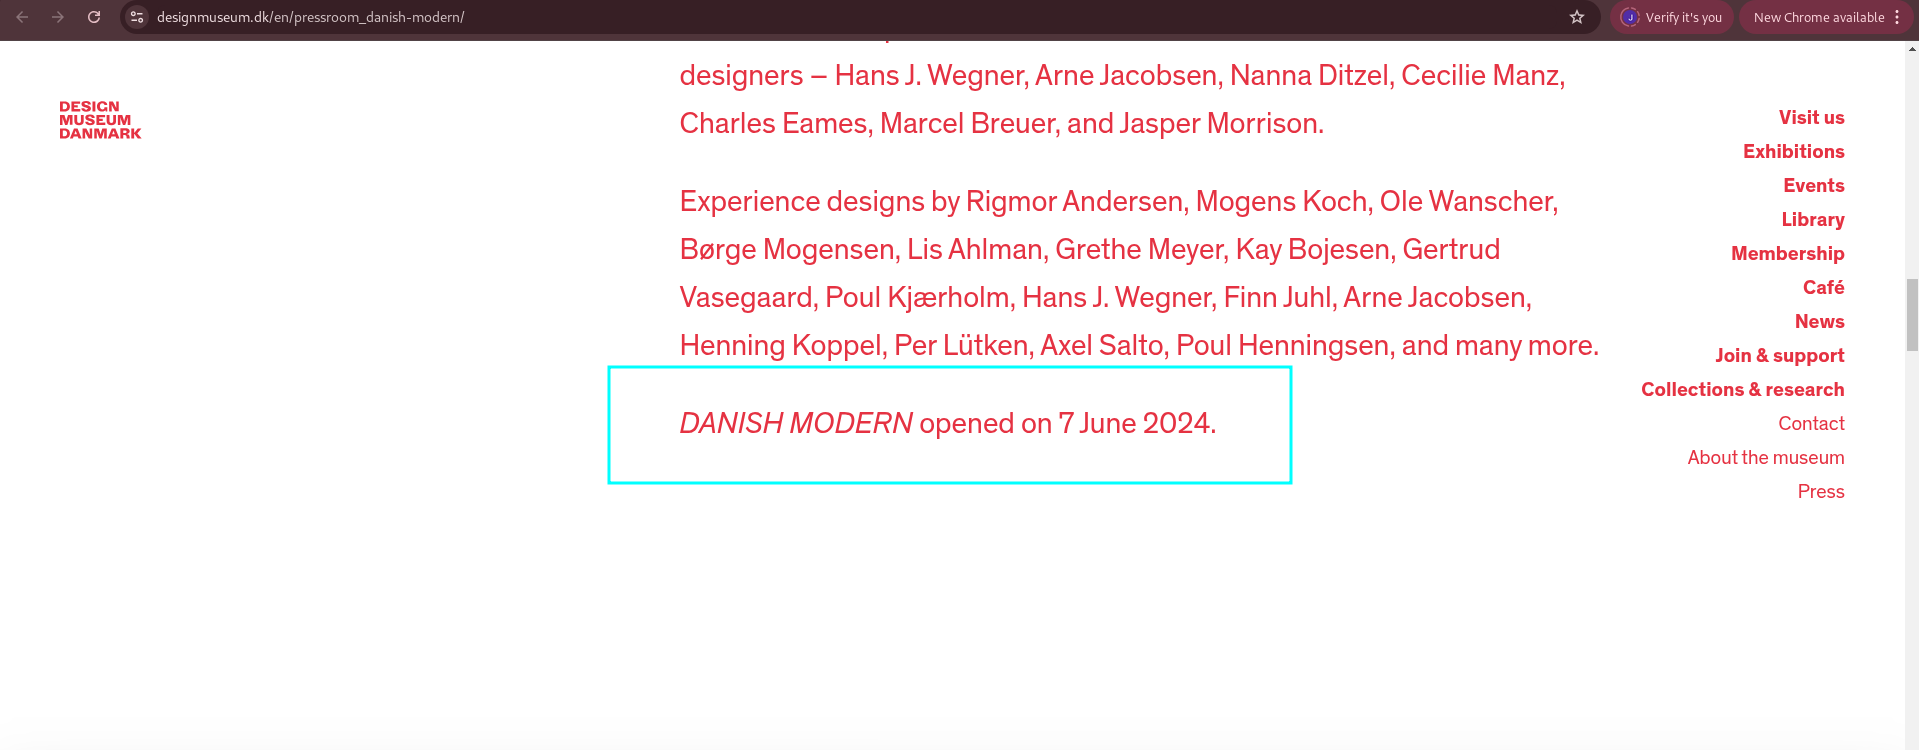 designmuseum.dk/en/pressroom_danish-modern/
J
Verify it's you
New Chrome available
DESIGN
MUSEUM
DANMARK
designers – Hans J. Wegner, Arne Jacobsen, Nanna Ditzel, Cecilie Manz,
Charles Eames, Marcel Breuer, and Jasper Morrison.
Experience designs by Rigmor Andersen, Mogens Koch, Ole Wanscher,
Børge Mogensen, Lis Ahlman, Grethe Meyer, Kay Bojesen, Gertrud
Vasegaard, Poul Kjærholm, Hans J. Wegner, Finn Juhl, Arne Jacobsen,
Henning Koppel, Per Lütken, Axel Salto, Poul Henningsen, and many more.
DANISH MODERN opened on 7 June 2024.
Visit us
Exhibitions
Events
Library
Membership
Café
News
Join & support
Collections & research
Contact
About the museum
Press